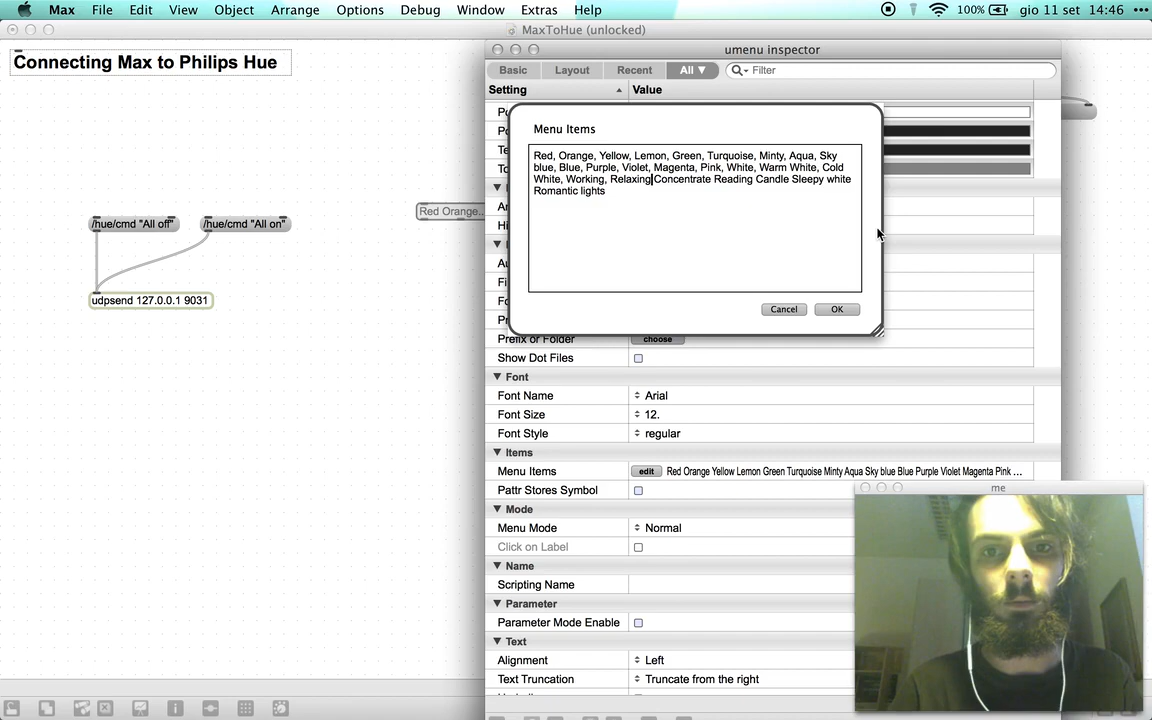 Max File Edit View Object Arrange Options Debug Window Extras Help 100% gio 11 set 14:46
MaxToHue (unlocked)
Connecting Max to Philips Hue
/hue/cmd "All off" /hue/cmd "All on"
udpsend 127.0.0.1 9031
Red Orange...
umenu inspector
Basic Layout Recent All ▼ Filter
Setting Value
Menu Items
Red, Orange, Yellow, Lemon, Green, Turquoise, Minty, Aqua, Sky
blue, Blue, Purple, Violet, Magenta, Pink, White, Warm White, Cold
White, Working, Relaxing Concentrate Reading Candle Sleepy white
Romantic lights
Cancel OK
Prefix or Folder choose
Show Dot Files
Font
Font Name Arial
Font Size 12.
Font Style regular
Items
Menu Items edit Red Orange Yellow Lemon Green Turquoise Minty Aqua Sky blue Blue Purple Violet Magenta Pink ...
Pattr Stores Symbol
Mode
Menu Mode Normal
Click on Label
Name
Scripting Name
Parameter
Parameter Mode Enable
Text
Alignment Left
Text Truncation Truncate from the right
me